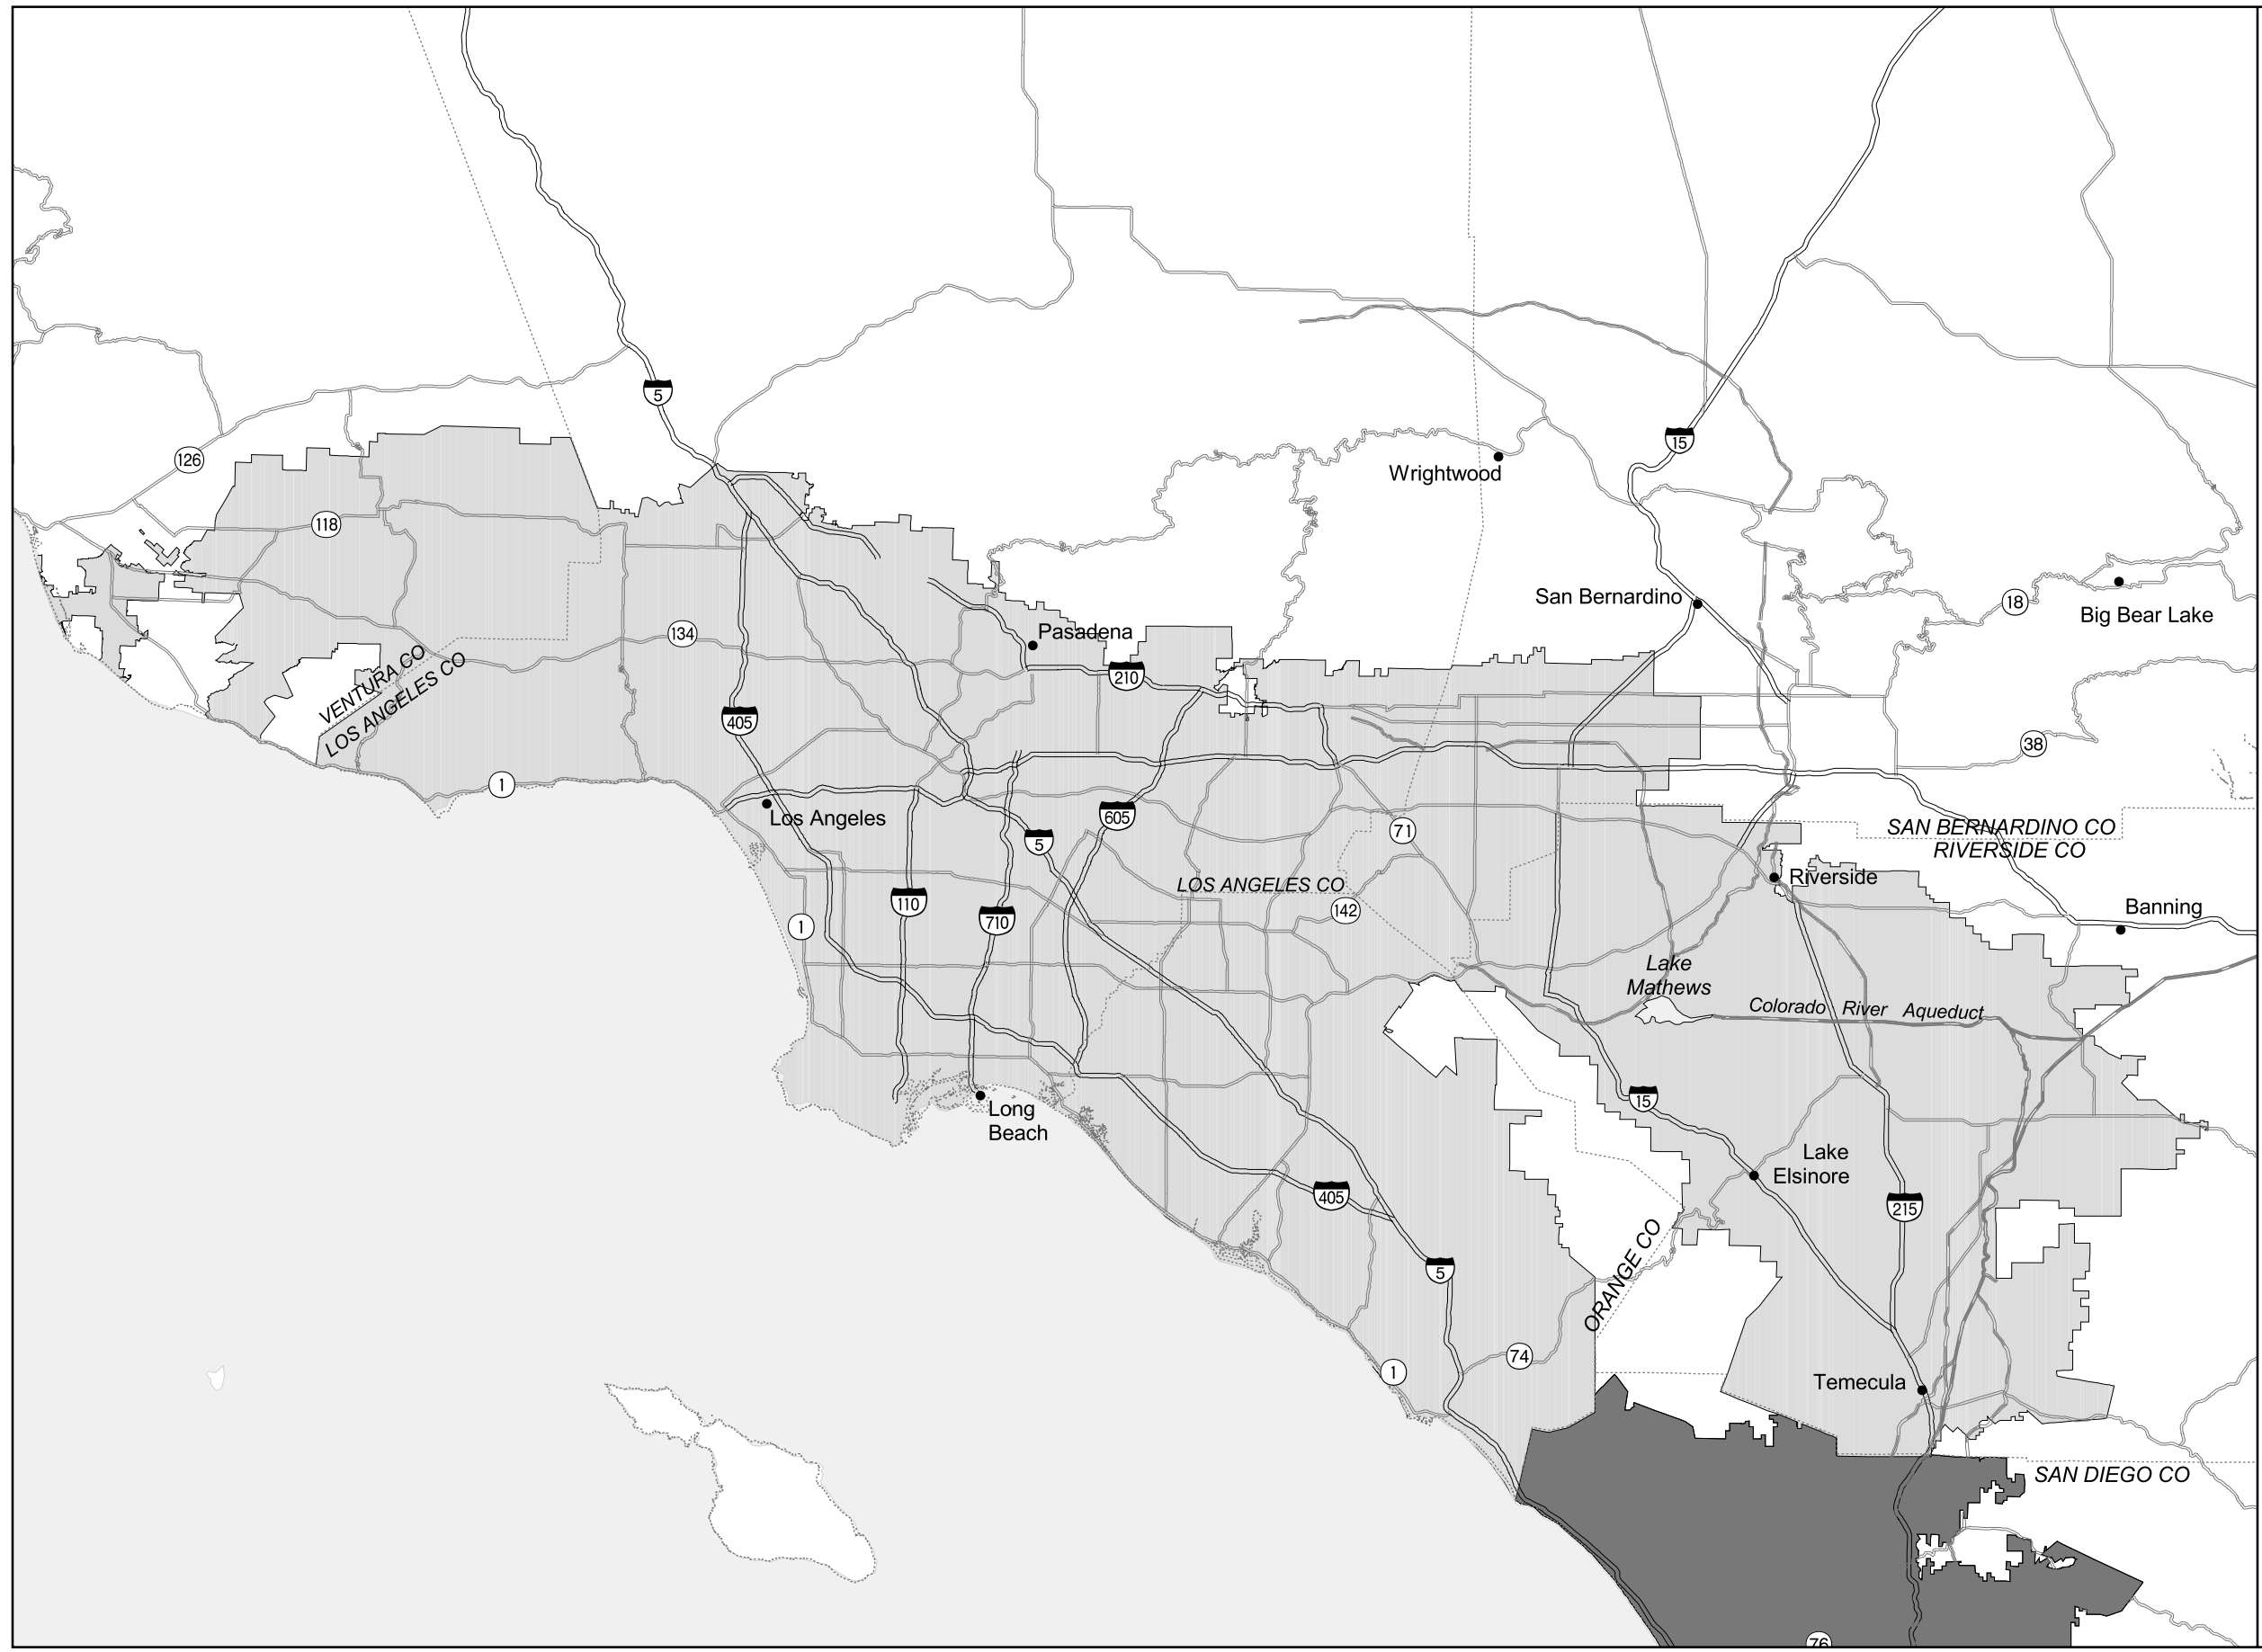 5
15
126
Wrightwood
118
San Bernardino
18
Big Bear Lake
134
Pasadena
VENTURA CO
LOS ANGELES CO
210
405
38
1
Los Angeles
605
5
71
SAN BERNARDINO CO
RIVERSIDE CO
Riverside
LOS ANGELES CO
110
710
142
1
Banning
Lake
Mathews
Colorado River Aqueduct
15
Long
Beach
Lake
Elsinore
405
215
5
ORANGE CO
74
1
Temecula
SAN DIEGO CO
76